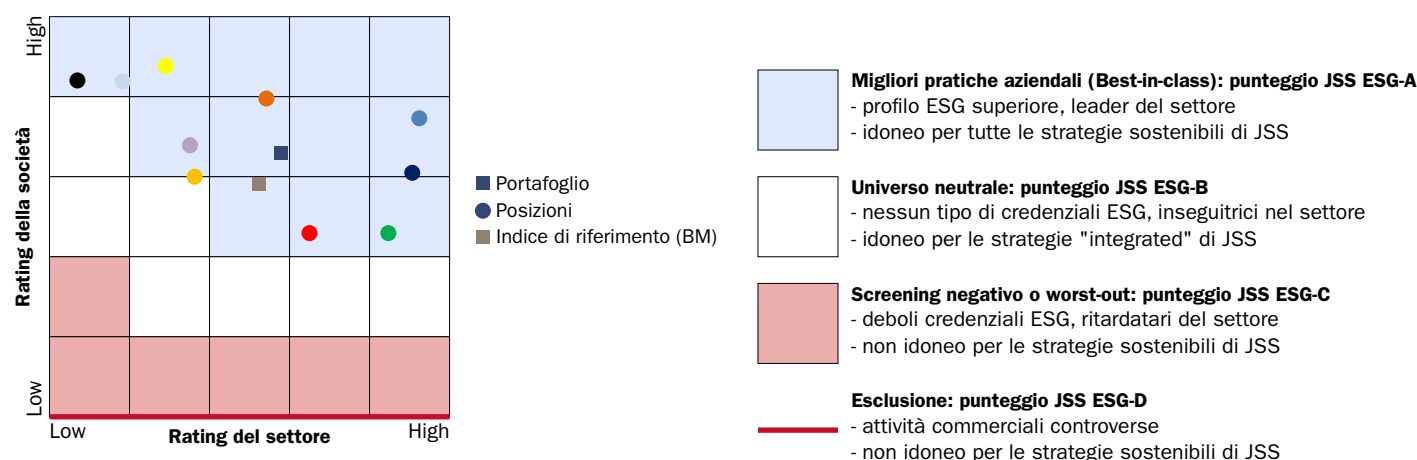 High
Rating della società
Low
Low
Rating del settore
High
Portafoglio
Posizioni
Indice di riferimento (BM)
Migliori pratiche aziendali (Best-in-class): punteggio JSS ESG-A
- profilo ESG superiore, leader del settore
- idoneo per tutte le strategie sostenibili di JSS
Universo neutrale: punteggio JSS ESG-B
- nessun tipo di credenziali ESG, inseguitrici nel settore
- idoneo per le strategie "integrated" di JSS
Screening negativo o worst-out: punteggio JSS ESG-C
- deboli credenziali ESG, ritardatari del settore
- non idoneo per le strategie sostenibili di JSS
Esclusione: punteggio JSS ESG-D
- attività commerciali controverse
- non idoneo per le strategie sostenibili di JSS